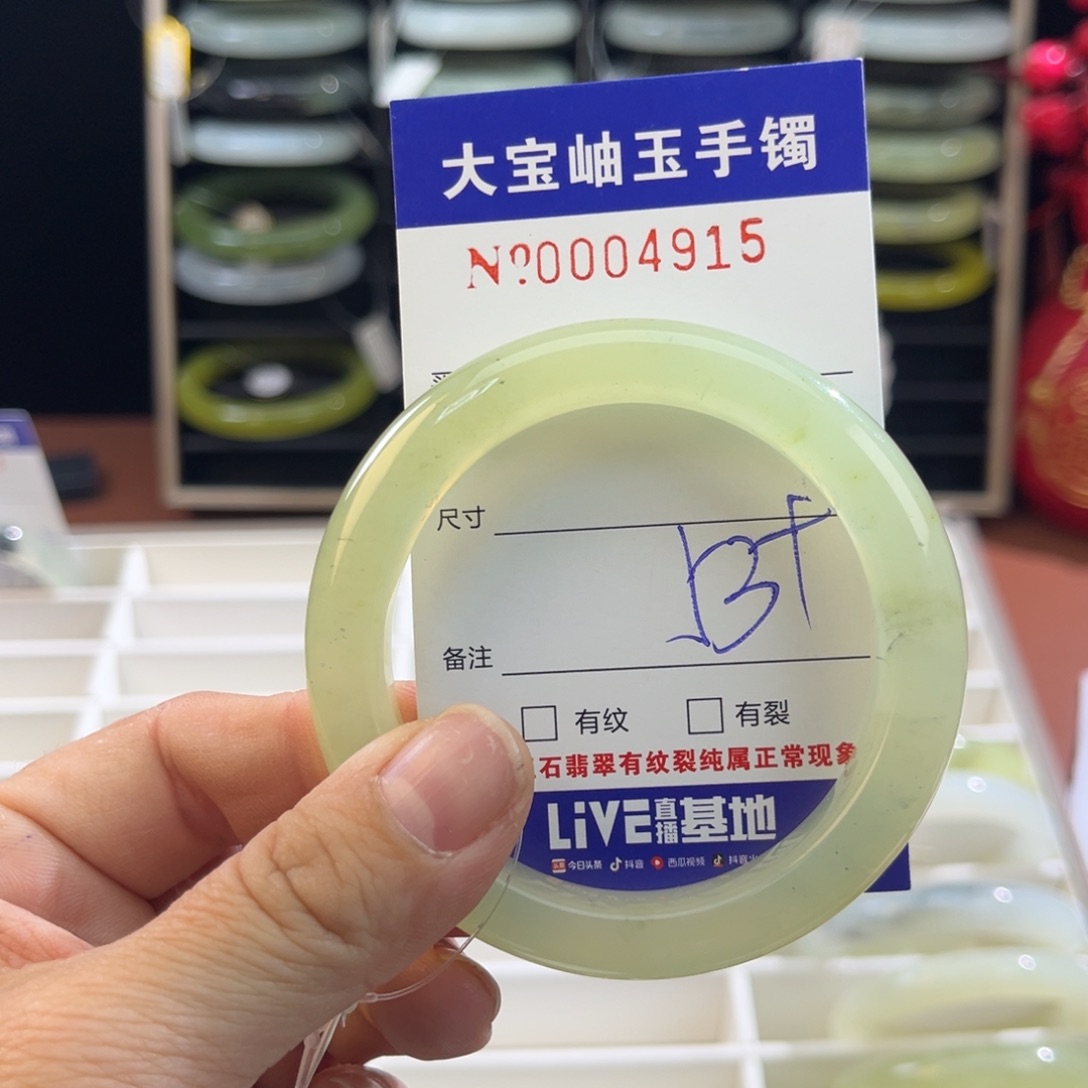 大宝岫玉手镯
Nº0004915
尺寸
备注
□ 有纹 □ 有裂
石翡翠有纹裂纯属正常现象
LiVE直播基地
今日头条 抖音 西瓜视频 抖音